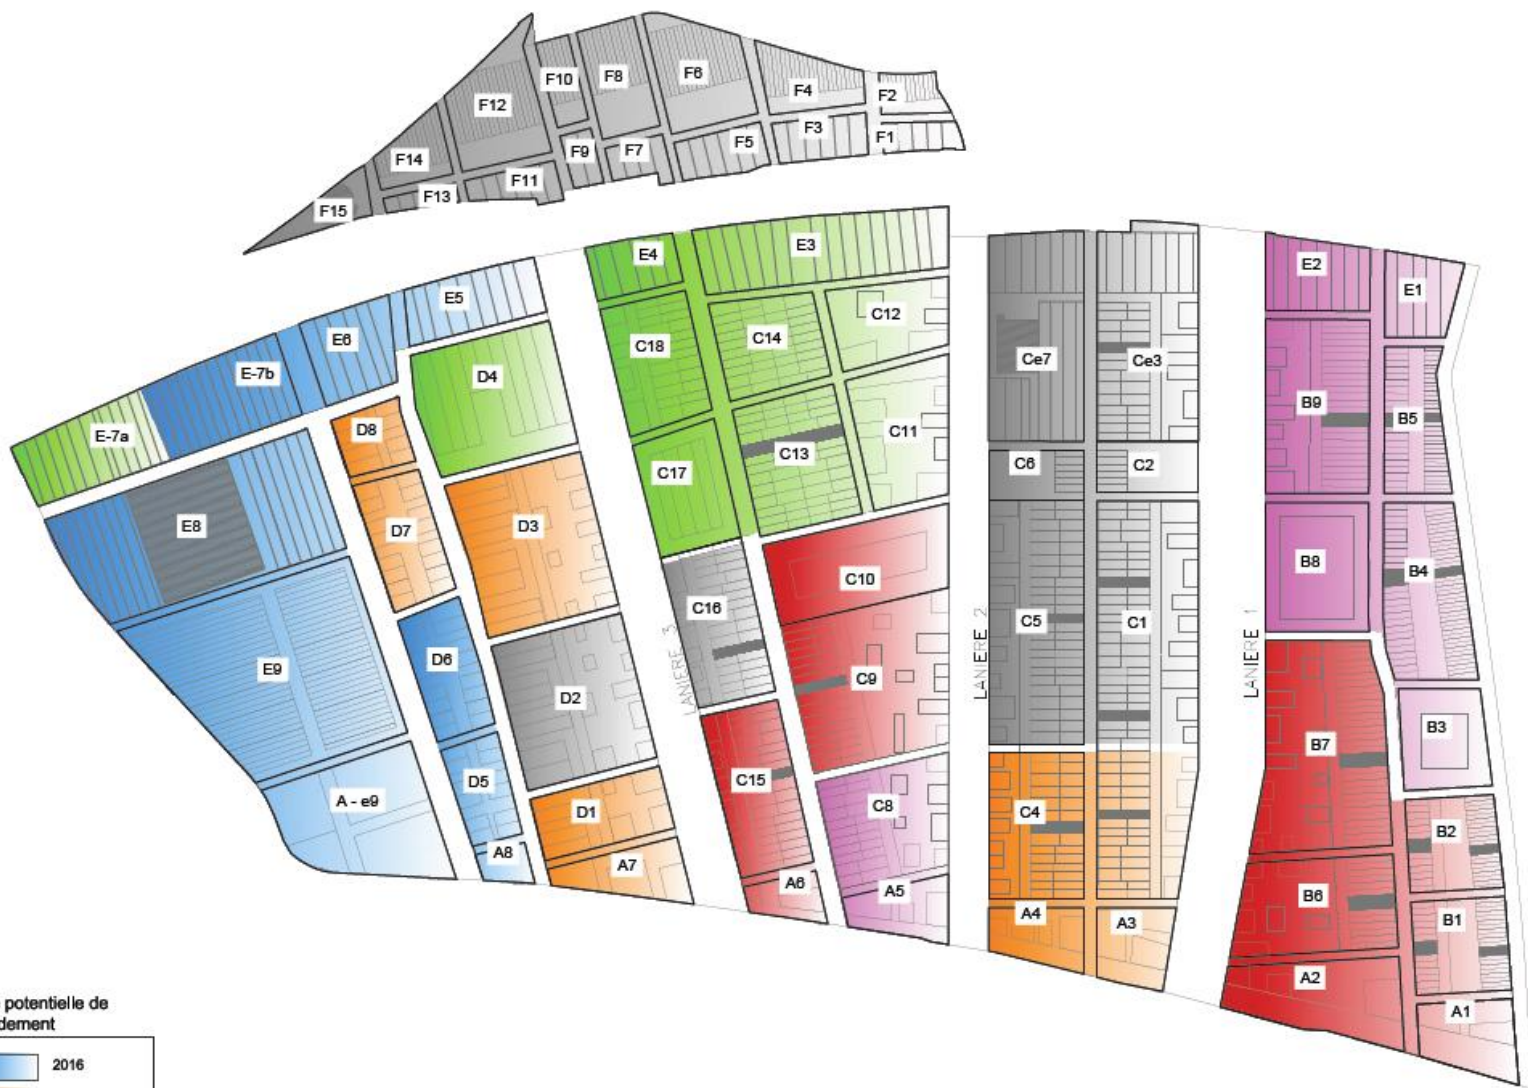 F10
F8
F6
F12
F4
F2
F3
F1
F5
F9
F7
F14
F11
F13
F15
E4
E3
E2
E1
E5
C12
E6
C18
C14
Ce7
Ce3
E-7b
D4
B9
B5
E-7a
D8
C11
C13
C17
C6
C2
E8
D7
D3
B8
B4
C16
C10
C5
C1
LANIERE 3
LANIERE 2
LANIERE 1
D6
E9
C9
D2
B3
B7
D5
C15
A - e9
D1
C8
C4
B2
A8
A7
A6
A5
B6
A4
A3
B1
A2
A1
potentielle de
dement
2016